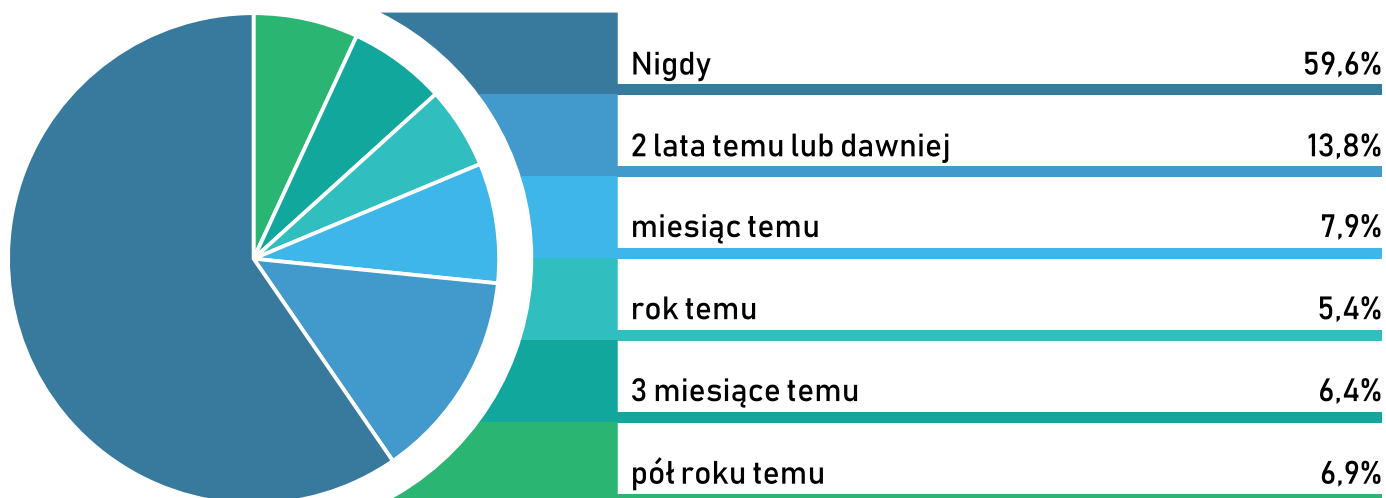 Nigdy 59,6%
2 lata temu lub dawniej 13,8%
miesiąc temu 7,9%
rok temu 5,4%
3 miesiące temu 6,4%
pół roku temu 6,9%